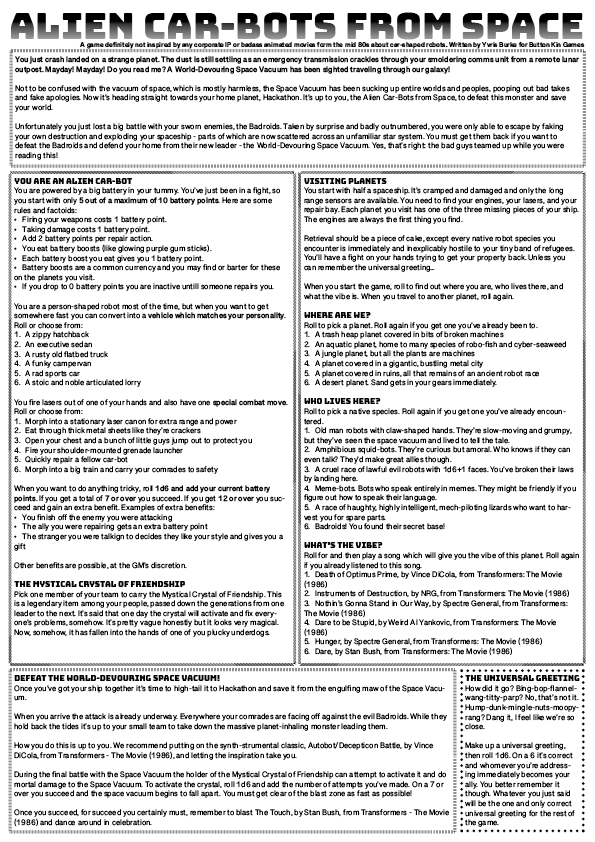 ALIEN CAR-BOTS FROM SPACE
A game definitely not inspired by any corporate IP or badass animated movies form the mid 80s about car-shaped robots. Written by Yvris Burke for Button Kin Games
You just crash landed on a strange planet. The dust is still settling as an emergency transmission crackles through your smoldering comms unit from a remote lunar
outpost. Mayday! Mayday! Do you read me? A World-Devouring Space Vacuum has been sighted traveling through our galaxy!
Not to be confused with the vacuum of space, which is mostly harmless, the Space Vacuum has been sucking up entire worlds and peoples, pooping out bad takes
and fake apologies. Now it's heading straight towards your home planet, Hackathon. It's up to you, the Alien Car-Bots from Space, to defeat this monster and save
your world.
Unfortunately you just lost a big battle with your sworn enemies, the Badroids. Taken by surprise and badly outnumbered, you were only able to escape by faking
your own destruction and exploding your spaceship - parts of which are now scattered across an unfamiliar star system. You must get them back if you want to
defeat the Badroids and defend your home from their new leader - the World-Devouring Space Vacuum. Yes, that's right: the bad guys teamed up while you were
reading this!
YOU ARE AN ALIEN CAR-BOT
You are powered by a big battery in your tummy. You've just been in a fight, so
you start with only 5 out of a maximum of 10 battery points. Here are some
rules and factoids:
• Firing your weapons costs 1 battery point.
• Taking damage costs 1 battery point.
• Add 2 battery points per repair action.
• You eat battery boosts (like glowing purple gum sticks).
• Each battery boost you eat gives you 1 battery point.
• Battery boosts are a common currency and you may find or barter for these
on the planets you visit.
• If you drop to 0 battery points you are inactive until someone repairs you.
You are a person-shaped robot most of the time, but when you want to get
somewhere fast you can convert into a vehicle which matches your personality.
Roll or choose from:
1. A zippy hatchback
2. An executive sedan
3. A rusty old flatbed truck
4. A funky campervan
5. A rad sports car
6. A stoic and noble articulated lorry
You fire lasers out of one of your hands and also have one special combat move.
Roll or choose from:
1. Morph into a stationary laser canon for extra range and power
2. Eat through thick metal sheets like they're crackers
3. Open your chest and a bunch of little guys jump out to protect you
4. Fire your shoulder-mounted grenade launcher
5. Quickly repair a fellow car-bot
6. Morph into a big train and carry your comrades to safety
When you want to do anything tricky, roll 1d6 and add your current battery
points. If you get a total of 7 or over you succeed. If you get 12 or over you suc-
ceed and gain an extra benefit. Examples of extra benefits:
• You finish off the enemy you were attacking
• The ally you were repairing gets an extra battery point
• The stranger you were talkign to decides they like your style and gives you a
gift
Other benefits are possible, at the GM's discretion.
THE MYSTICAL CRYSTAL OF FRIENDSHIP
Pick one member of your team to carry the Mystical Crystal of Friendship. This
is a legendary item among your people, passed down the generations from one
leader to the next. It's said that one day the crystal will activate and fix every-
one's problems, somehow. It's pretty vague honestly but it looks very magical.
Now, somehow, it has fallen into the hands of one of you plucky underdogs.
VISITING PLANETS
You start with half a spaceship. It's cramped and damaged and only the long
range sensors are available. You need to find your engines, your lasers, and your
repair bay. Each planet you visit has one of the three missing pieces of your ship.
The engines are always the first thing you find.
Retrieval should be a piece of cake, except every native robot species you
encounter is immediately and inexplicably hostile to your tiny band of refugees.
You'll have a fight on your hands trying to get your property back. Unless you
can remember the universal greeting...
When you start the game, roll to find out where you are, who lives there, and
what the vibe is. When you travel to another planet, roll again.
WHERE ARE WE?
Roll to pick a planet. Roll again if you get one you've already been to.
1. A trash heap planet covered in bits of broken machines
2. An aquatic planet, home to many species of robo-fish and cyber-seaweed
3. A jungle planet, but all the plants are machines
4. A planet covered in a gigantic, bustling metal city
5. A planet covered in ruins, all that remains of an ancient robot race
6. A desert planet. Sand gets in your gears immediately.
WHO LIVES HERE?
Roll to pick a native species. Roll again if you get one you've already encoun-
tered.
1. Old man robots with claw-shaped hands. They're slow-moving and grumpy,
but they've seen the space vacuum and lived to tell the tale.
2. Amphibious squid-bots. They're curious but amoral. Who knows if they can
even talk? They'd make great allies though.
3. A cruel race of lawful evil robots with 1d6+1 faces. You've broken their laws
by landing here.
4. Meme-bots. Bots who speak entirely in memes. They might be friendly if you
figure out how to speak their language.
5. A race of haughty, highly intelligent, mech-piloting lizards who want to har-
vest you for spare parts.
6. Badroids! You found their secret base!
WHAT'S THE VIBE?
Roll for and then play a song which will give you the vibe of this planet. Roll again
if you already listened to this song.
1. Death of Optimus Prime, by Vince DiCola, from Transformers: The Movie
(1986)
2. Instruments of Destruction, by NRG, from Transformers: The Movie (1986)
3. Nothin's Gonna Stand in Our Way, by Spectre General, from Transformers:
The Movie (1986)
4. Dare to be Stupid, by Weird Al Yankovic, from Transformers: The Movie
(1986)
5. Hunger, by Spectre General, from Transformers: The Movie (1986)
6. Dare, by Stan Bush, from Transformers: The Movie (1986)
DEFEAT THE WORLD-DEVOURING SPACE VACUUM!
Once you've got your ship together it's time to high-tail it to Hackathon and save it from the engulfing maw of the Space Vacu-
um.
When you arrive the attack is already underway. Everywhere your comrades are facing off against the evil Badroids. While they
hold back the tides it's up to your small team to take down the massive planet-inhaling monster leading them.
How you do this is up to you. We recommend putting on the synth-strumental classic, Autobot/Decepticon Battle, by Vince
DiCola, from Transformers - The Movie (1986), and letting the inspiration take you.
During the final battle with the Space Vacuum the holder of the Mystical Crystal of Friendship can attempt to activate it and do
mortal damage to the Space Vacuum. To activate the crystal, roll 1d6 and add the number of attempts you've made. On a 7 or
over you succeed and the space vacuum begins to fall apart. You must get clear of the blast zone as fast as possible!
Once you succeed, for succeed you certainly must, remember to blast The Touch, by Stan Bush, from Transformers - The Movie
(1986) and dance around in celebration.
THE UNIVERSAL GREETING
How did it go? Bing-bop-flannel-
wang-titty-parp? No, that's not it.
Hump-dunk-mingle-nuts-moopy-
rang? Dang it, I feel like we're so
close.
Make up a universal greeting,
then roll 1d6. On a 6 it's correct
and whomever you're address-
ing immediately becomes your
ally. You better remember it
though. Whatever you just said
will be the one and only correct
universal greeting for the rest of
the game.